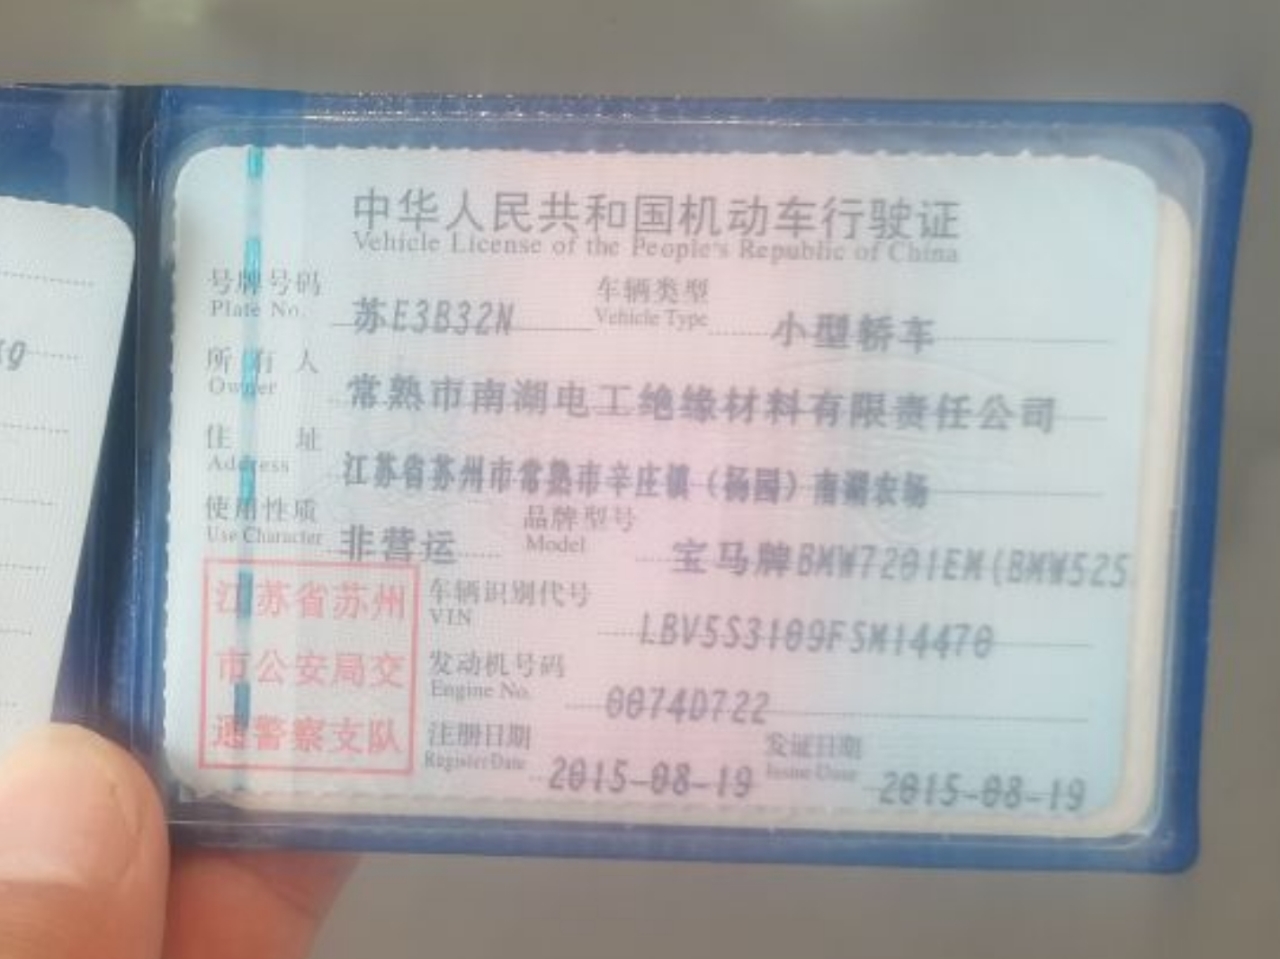 中华人民共和国机动车行驶证
Vehicle License of the People's Republic of China
号牌号码 苏E3B32N 车辆类型 小型轿车
Plate No. Vehicle Type
所有人 常熟市南湖电工绝缘材料有限责任公司
Owner
住址 江苏省苏州市常熟市辛庄镇（杨园）南湖农场
Address
使用性质 非营运 品牌型号 宝马牌BMW7201EM(BMW525
Use Character Model
江苏省苏州
市公安局交
通警察支队
车辆识别代号 LBV5S3109FSM14470
VIN
发动机号码 0074D722
Engine No.
注册日期 2015-08-19 发证日期 2015-08-19
Register Date Issue Date